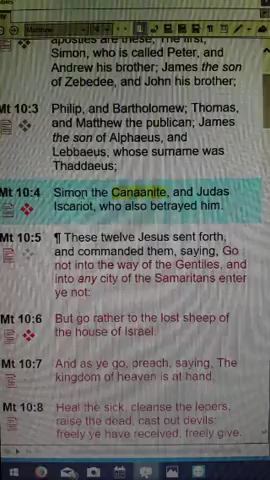 Matthew
apostles are these; The first,
Simon, who is called Peter, and
Andrew his brother; James the son
of Zebedee, and John his brother;
Mt 10:3 Philip, and Bartholomew; Thomas,
and Matthew the publican; James
the son of Alphaeus, and
Lebbaeus, whose surname was
Thaddaeus;
Mt 10:4 Simon the Canaanite, and Judas
Iscariot, who also betrayed him.
Mt 10:5 ¶ These twelve Jesus sent forth,
and commanded them, saying, Go
not into the way of the Gentiles, and
into any city of the Samaritans enter
ye not:
Mt 10:6 But go rather to the lost sheep of
the house of Israel.
Mt 10:7 And as ye go, preach, saying, The
kingdom of heaven is at hand.
Mt 10:8 Heal the sick, cleanse the lepers,
raise the dead, cast out devils:
freely ye have received, freely give.